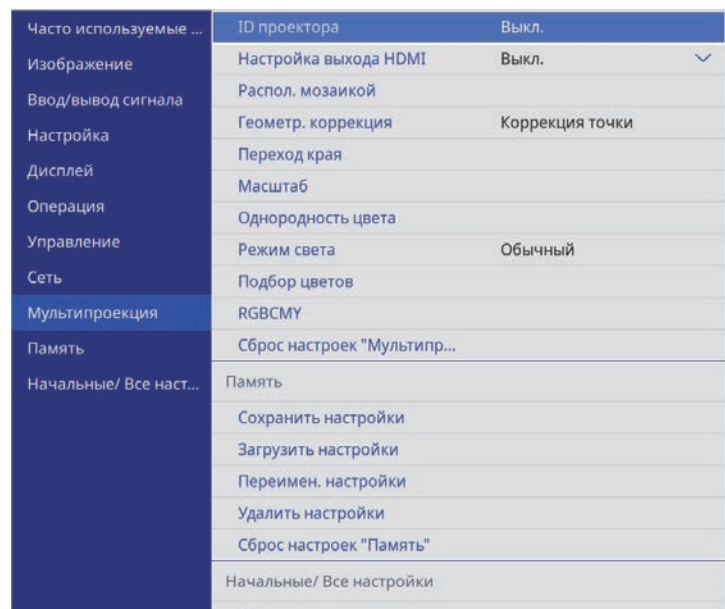 Часто используемые ...
Изображение
Ввод/вывод сигнала
Настройка
Дисплей
Операция
Управление
Сеть
Мультипроекция
Память
Начальные/ Все наст...
ID проектора Выкл.
Настройка выхода HDMI Выкл.
Распол. мозаикой
Геометр. коррекция Коррекция точки
Переход края
Масштаб
Однородность цвета
Режим света Обычный
Подбор цветов
RGBCMY
Сброс настроек "Мультипр...
Память
Сохранить настройки
Загрузить настройки
Переимен. настройки
Удалить настройки
Сброс настроек "Память"
Начальные/ Все настройки